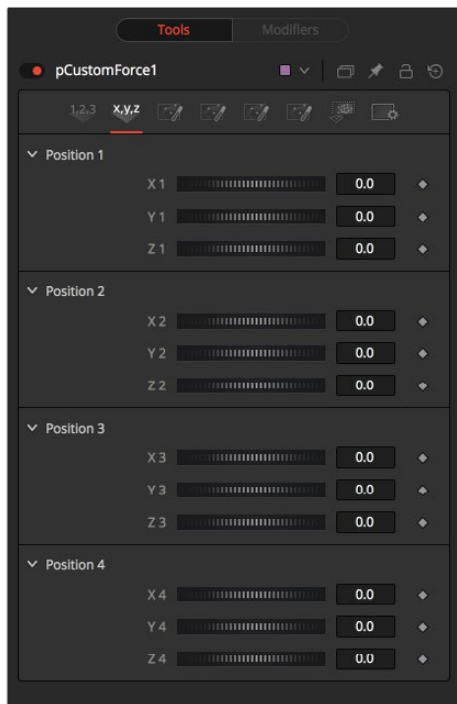 Tools Modifiers
pCustomForce1
1,2,3 x,y,z
Position 1
X 1 0.0
Y 1 0.0
Z 1 0.0
Position 2
X 2 0.0
Y 2 0.0
Z 2 0.0
Position 3
X 3 0.0
Y 3 0.0
Z 3 0.0
Position 4
X 4 0.0
Y 4 0.0
Z 4 0.0